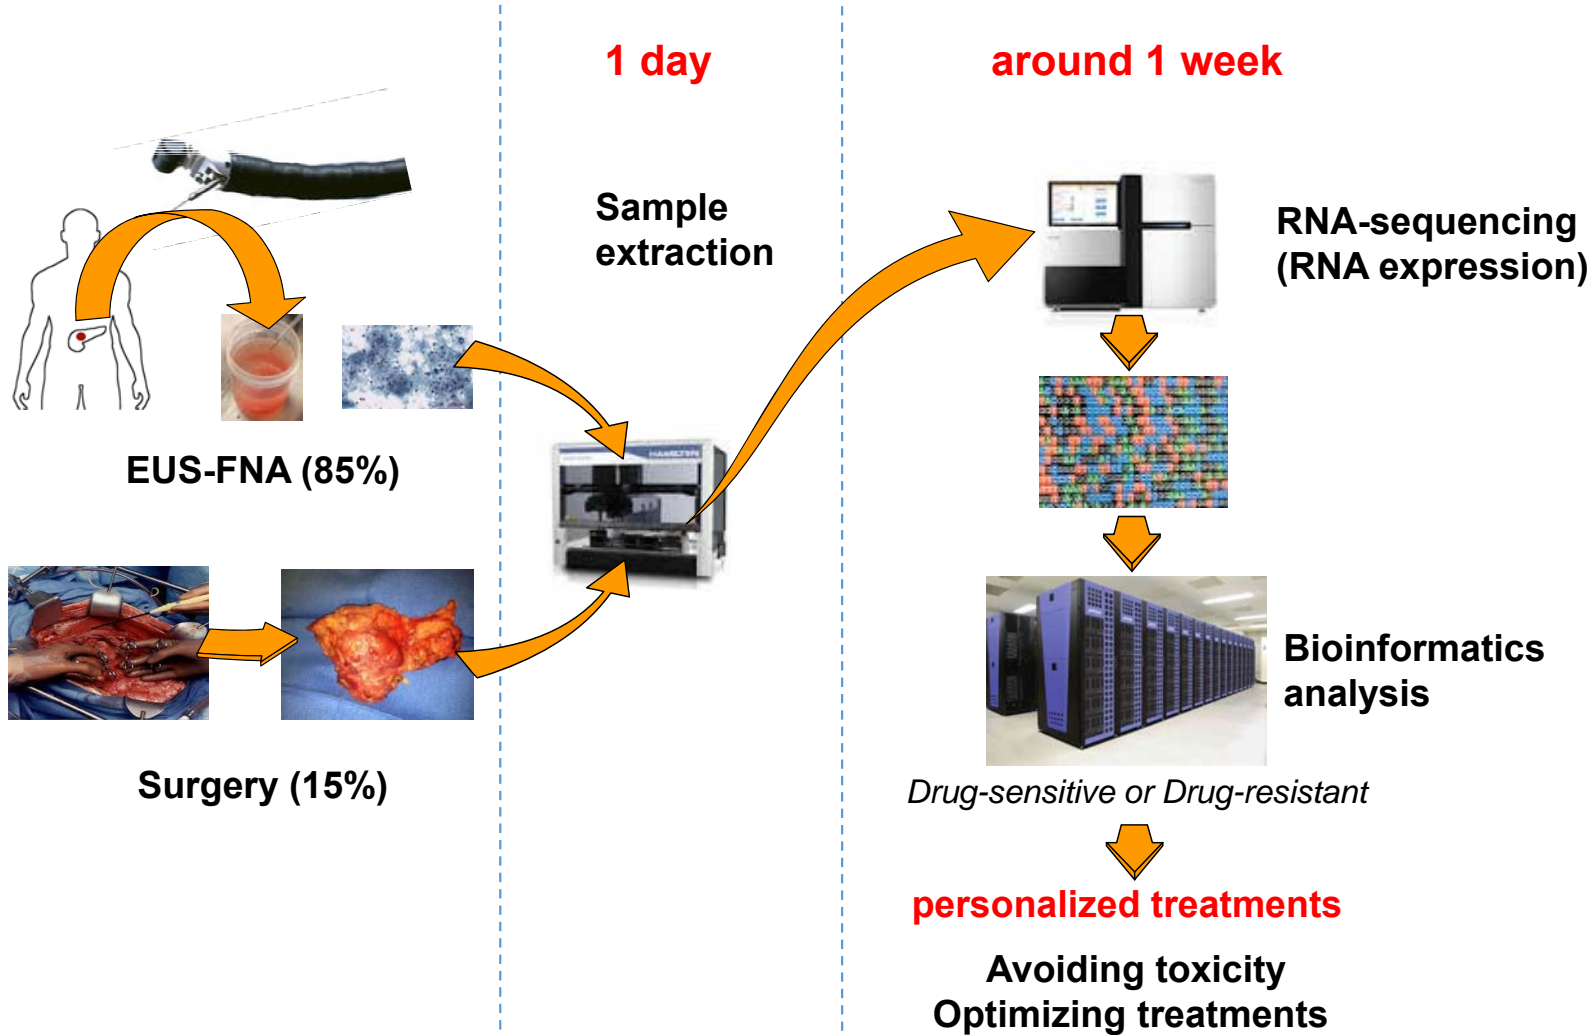 1 day
around 1 week
Sample
extraction
RNA-sequencing
(RNA expression)
HAMILTON
EUS-FNA (85%)
Bioinformatics
analysis
Surgery (15%)
Drug-sensitive or Drug-resistant
personalized treatments
Avoiding toxicity
Optimizing treatments